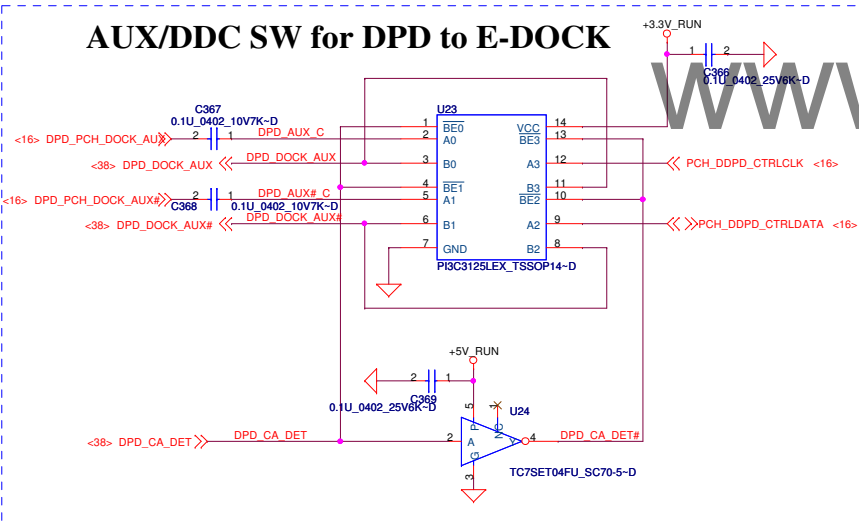 AUX/DDC SW for DPD to E-DOCK
+3.3V_RUN
1 2
C366
0.1U_0402_25V6K~D
WWW
C367
0.1U_0402_10V7K~D
U23
<16> DPD_PCH_DOCK_AUX 2 1 DPD_AUX_C
<38> DPD_DOCK_AUX DPD_DOCK_AUX
<16> DPD_PCH_DOCK_AUX# 2 1 DPD_AUX#_C
C368 0.1U_0402_10V7K~D
<38> DPD_DOCK_AUX# DPD_DOCK_AUX#
1 BE0 VCC 14
2 A0 BE3 13
3 B0 A3 12
4 BE1 B3 11
5 A1 BE2 10
6 B1 A2 9
7 GND B2 8
PI3C3125LEX_TSSOP14~D
PCH_DDPD_CTRLCLK <16>
PCH_DDPD_CTRLDATA <16>
+5V_RUN
2 1
C369
0.1U_0402_25V6K~D
U24
5 P NC 1
<38> DPD_CA_DET DPD_CA_DET 2 A Y 4 DPD_CA_DET#
3 G
TC7SET04FU_SC70-5~D